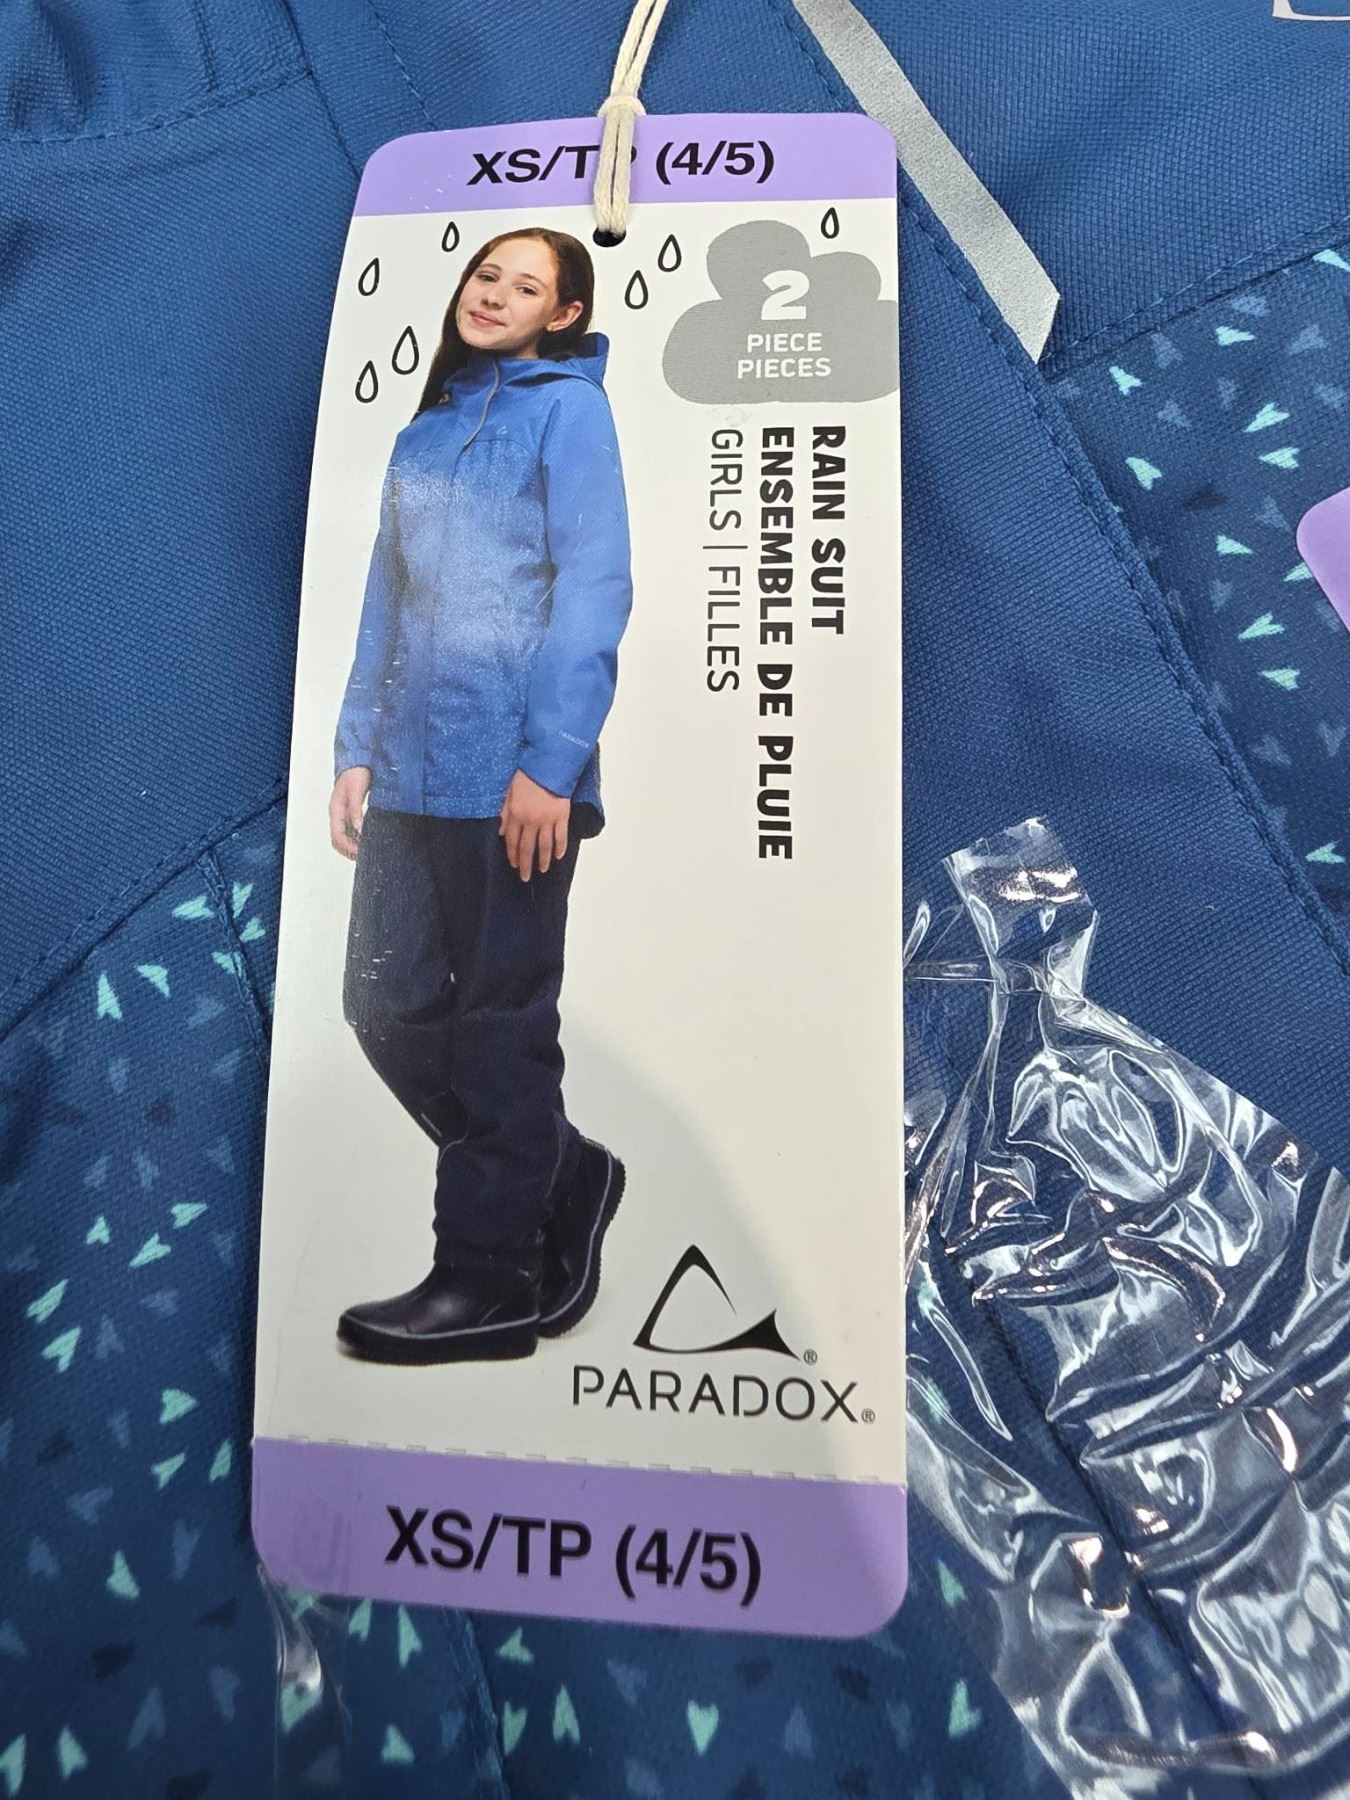 XS/TP (4/5)
2
PIECE
PIECES
RAIN SUIT
ENSEMBLE DE PLUIE
GIRLS | FILLES
PARADOX
®
PARADOX®
XS/TP (4/5)